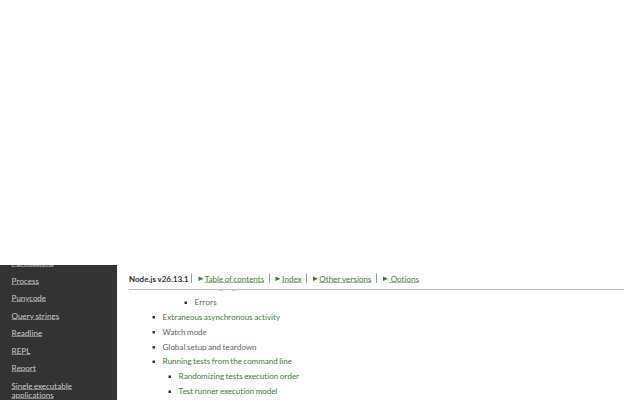 Node.js v26.13.1 | ►Table of contents | ►Index | ►Other versions | ► Options
Process
Punycode
Query strings
Readline
REPL
Report
Single executable
applications
Errors
Extraneous asynchronous activity
Watch mode
Global setup and teardown
Running tests from the command line
Randomizing tests execution order
Test runner execution model